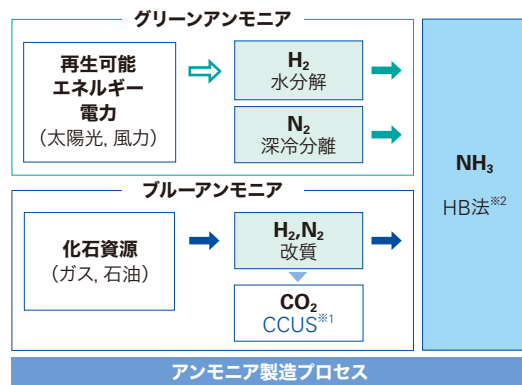 グリーンアンモニア
再生可能
エネルギー
電力
(太陽光, 風力)
H₂
水分解
N₂
深冷分離
ブルーアンモニア
化石資源
(ガス, 石油)
H₂,N₂
改質
CO₂
CCUS※1
NH₃
HB法※2
アンモニア製造プロセス